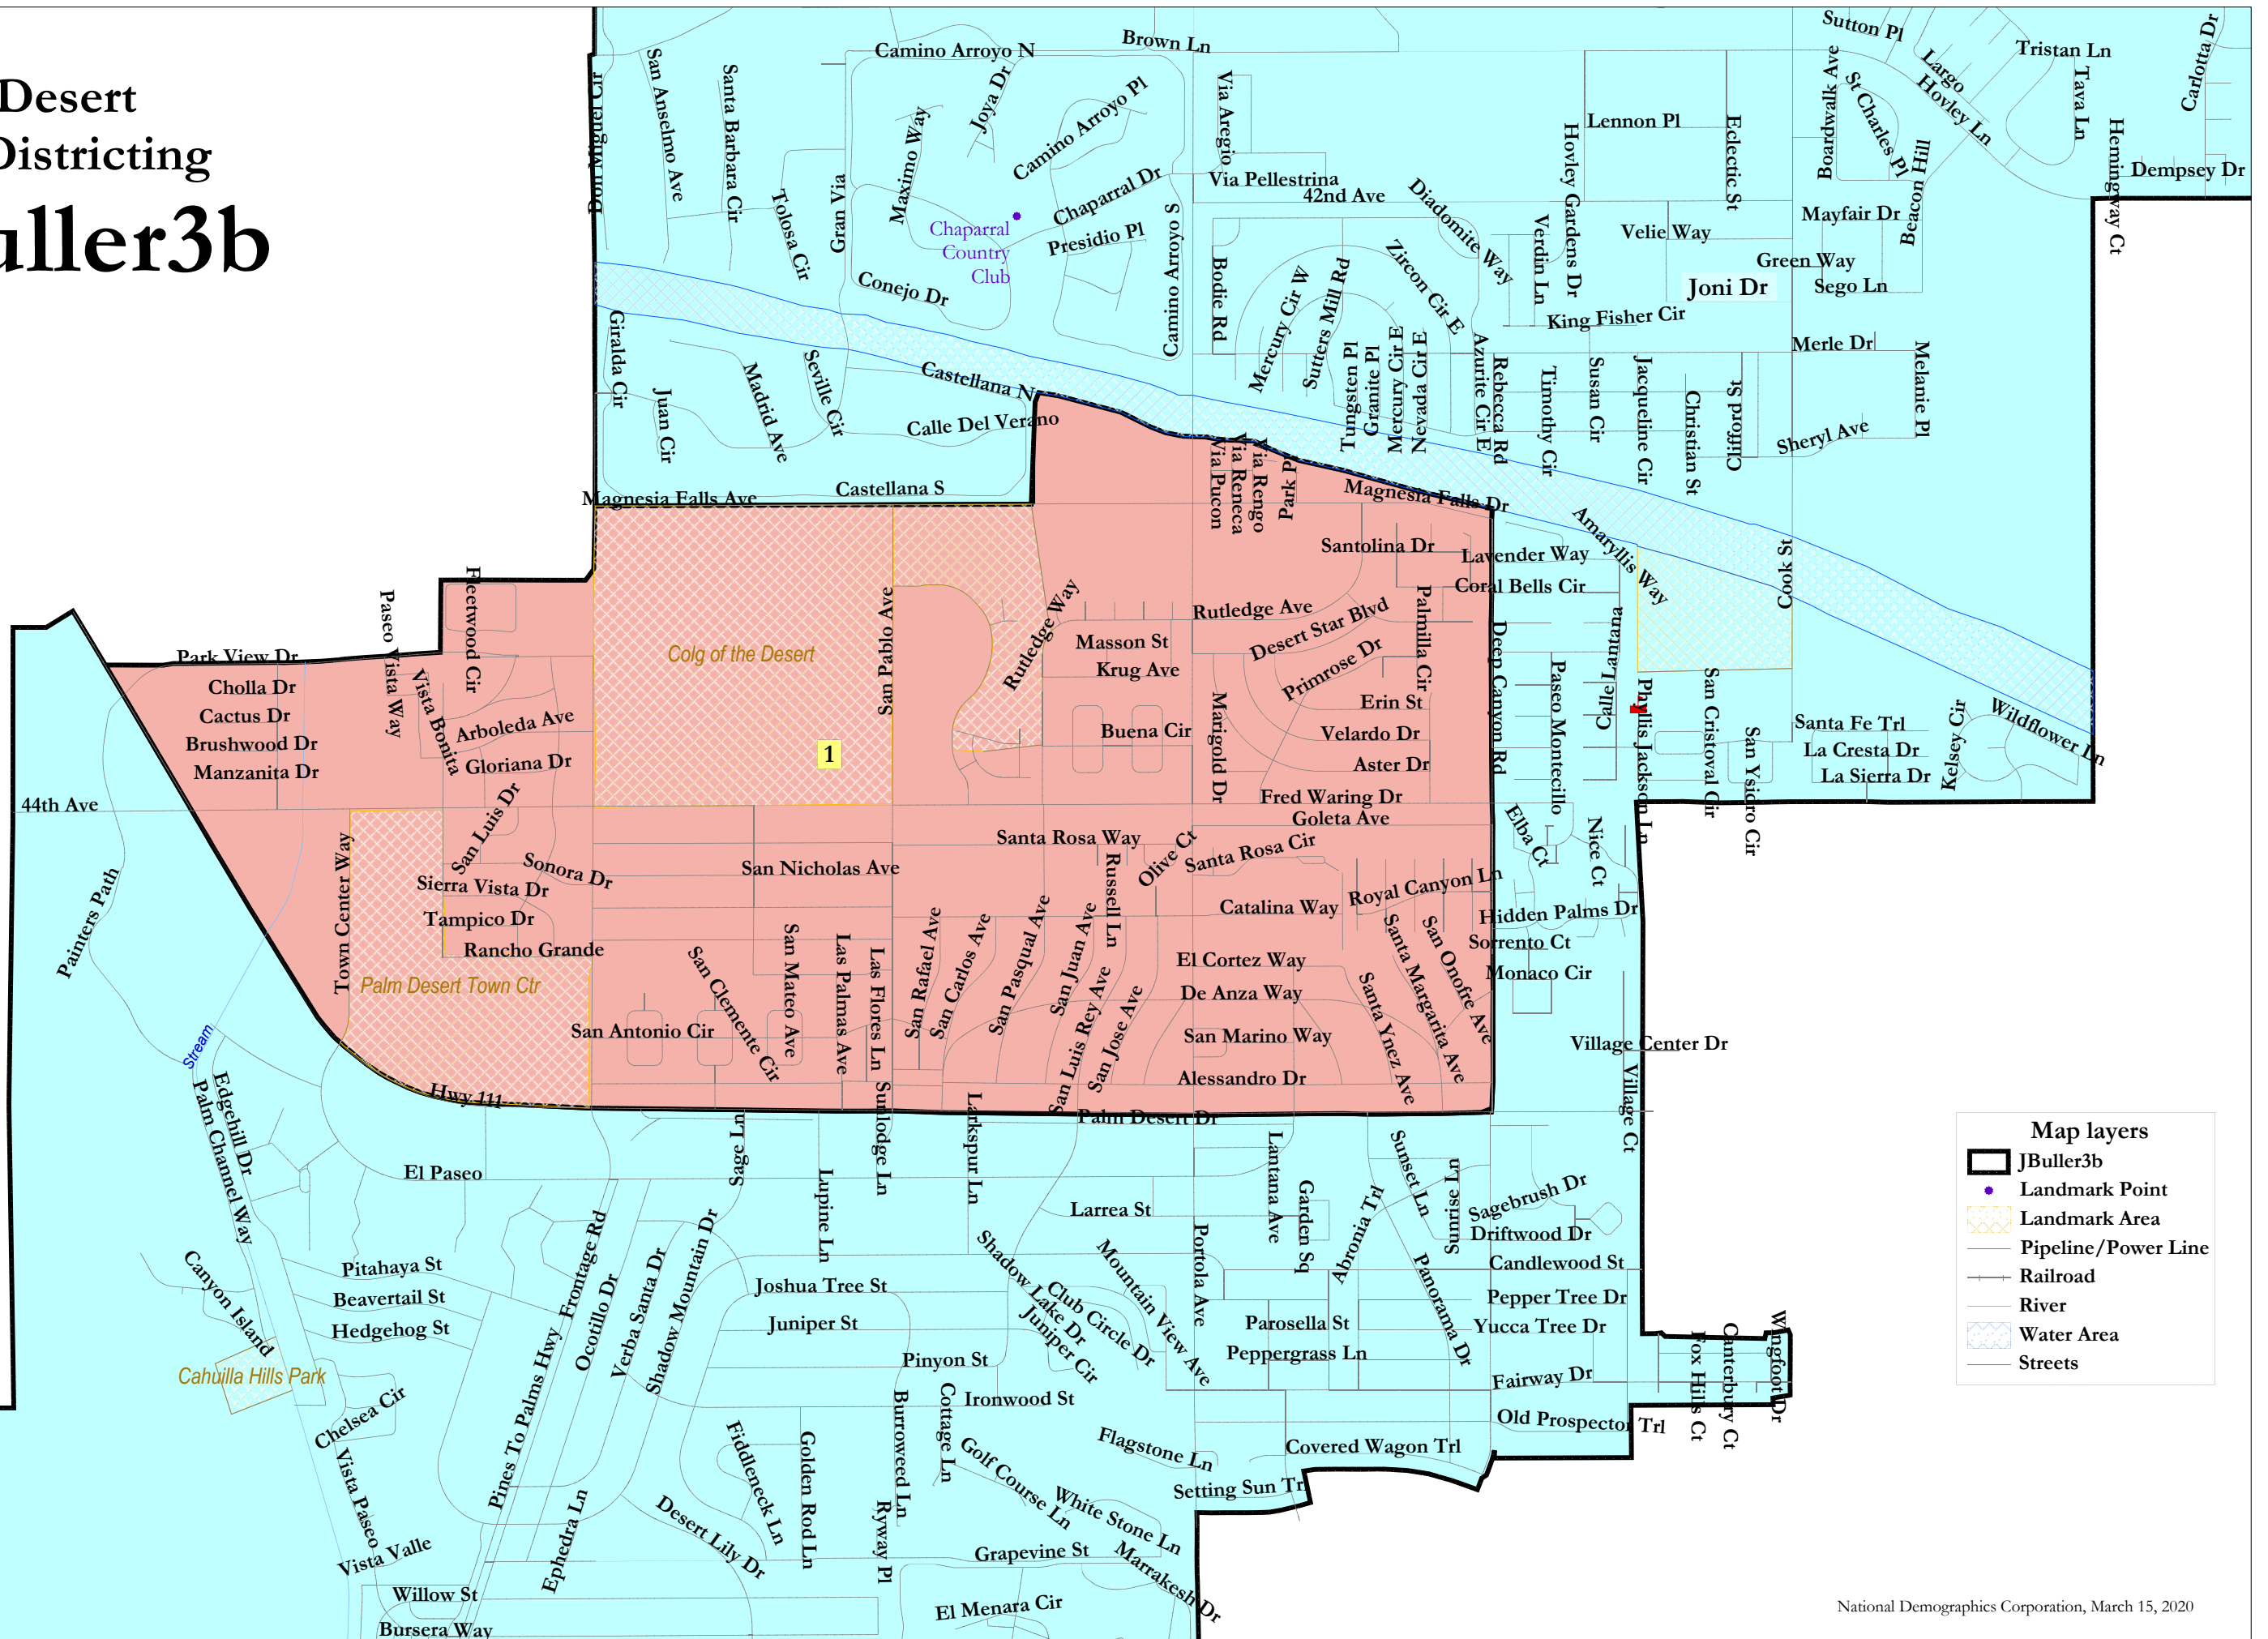 Desert
Districting
uller3b
Don Miguel Cir
San Anselmo Ave
Santa Barbara Cir
Tolosa Cir
Gran Via
Camino Arroyo N
Maximo Way
Joya Dr
Camino Arroyo Pl
Chaparral Dr
Presidio Pl
Chaparral
Country
Club
Conejo Dr
Camino Arroyo S
Brown Ln
Via Aregio
Via Pellestrina
42nd Ave
Diadomite Way
Zircon Cir E
Bodie Rd
Mercury Cir W
Sutters Mill Rd
Tungsten Pl
Granite Pl
Mercury Cir E
Nevada Cir E
Azurite Cir E
Rebecca Rd
Verdin Ln
Hovley Gardens Dr
Lennon Pl
Eclectic St
Velie Way
Joni Dr
King Fisher Cir
Timothy Cir
Susan Cir
Jacqueline Cir
Christian St
Clifford St
Sutton Pl
Boardwalk Ave
St Charles Pl
Largo
Hovley Ln
Tristan Ln
Tava Ln
Carlotta Dr
Beacon Hill
Hemingway Ct
Dempsey Dr
Mayfair Dr
Green Way
Sego Ln
Merle Dr
Melanie Pl
Sheryl Ave
Giralda Cir
Juan Cir
Madrid Ave
Seville Cir
Castellana N
Calle Del Verano
Castellana S
Magnesia Falls Ave
Via Pucon
Via Reneca
Via Rengo
Park Pl
Magnesia Falls Dr
Santolina Dr
Lavender Way
Coral Bells Cir
Amaryllis Way
Cook St
Park View Dr
Paseo Vista Way
Fleetwood Cir
Vista Bonita
Cholla Dr
Cactus Dr
Brushwood Dr
Manzanita Dr
Arboleda Ave
Gloriana Dr
Colg of the Desert
San Pablo Ave
Rutledge Way
1
Masson St
Krug Ave
Buena Cir
Rutledge Ave
Desert Star Blvd
Primrose Dr
Palmilla Cir
Marigold Dr
Erin St
Velardo Dr
Aster Dr
Fred Waring Dr
Goleta Ave
Deep Canyon Rd
Paseo Montecillo
Calle Lauratana
Phyllis Jackson Ln
San Cristoval Cir
San Ysidro Cir
Santa Fe Trl
La Cresta Dr
La Sierra Dr
Kelsey Cir
Wildflower Ln
44th Ave
Painters Path
Town Center Way
San Luis Dr
Sonora Dr
Sierra Vista Dr
Tampico Dr
Rancho Grande
Palm Desert Town Ctr
San Nicholas Ave
Santa Rosa Way
Russell Ln
Olive Ct
Santa Rosa Cir
Catalina Way
Royal Canyon Ln
Elba Ct
Nice Ct
Hidden Palms Dr
Sorrento Ct
Monaco Cir
San Antonio Cir
San Clemente Cir
San Mateo Ave
Las Palmas Ave
Las Flores Ln
San Rafael Ave
San Carlos Ave
San Pasqual Ave
San Juan Ave
San Luis Rey Ave
San Jose Ave
El Cortez Way
De Anza Way
San Marino Way
Alessandro Dr
Santa Ynez Ave
Santa Margarita Ave
San Onofre Ave
Village Center Dr
Village Ct
Stream
Hwy 111
Palm Desert Dr
Edgehill Dr
Palm Channel Way
El Paseo
Sage Ln
Lupine Ln
Sunlodge Ln
Larkspur Ln
Larrea St
Lantana Ave
Garden Sq
Abronia Trl
Sunset Ln
Sunrise Ln
Sagebrush Dr
Driftwood Dr
Candlewood St
Pepper Tree Dr
Yucca Tree Dr
Fairway Dr
Old Prospector Trl
Fox Hills Ct
Canterbury Ct
Wingfoot Dr
Canyon Island
Pitahaya St
Beavertail St
Hedgehog St
Cahuilla Hills Park
Chelsea Cir
Vista Paseo
Vista Valle
Pines To Palms Hwy
Frontage Rd
Ocotillo Dr
Verba Santa Dr
Shadow Mountain Dr
Joshua Tree St
Juniper St
Pinyon St
Ironwood St
Shadow Lake Dr
Club Circle Dr
Juniper Cir
Mountain View Ave
Portola Ave
Parosella St
Peppergrass Ln
Panorama Dr
Covered Wagon Trl
Setting Sun Trl
Flagstone Ln
White Stone Ln
Golf Course Ln
Cottage Ln
Burroweed Ln
Ryway Pl
Golden Rod Ln
Fiddleneck Ln
Desert Lily Dr
Ephedra Ln
Grapevine St
Marrakesh Dr
El Menara Cir
Willow St
Bursera Way
Map layers
JBuller3b
Landmark Point
Landmark Area
Pipeline/Power Line
Railroad
River
Water Area
Streets
National Demographics Corporation, March 15, 2020